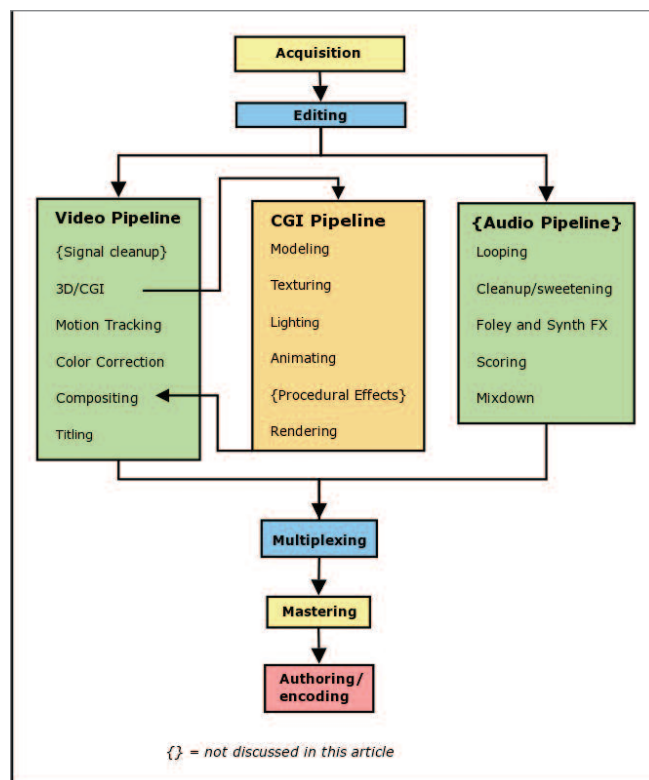 Acquisition
Editing
Video Pipeline
{Signal cleanup}
3D/CGI
Motion Tracking
Color Correction
Compositing
Titling
CGI Pipeline
Modeling
Texturing
Lighting
Animating
{Procedural Effects}
Rendering
{Audio Pipeline}
Looping
Cleanup/sweetening
Foley and Synth FX
Scoring
Mixdown
Multiplexing
Mastering
Authoring/
encoding
{} = not discussed in this article